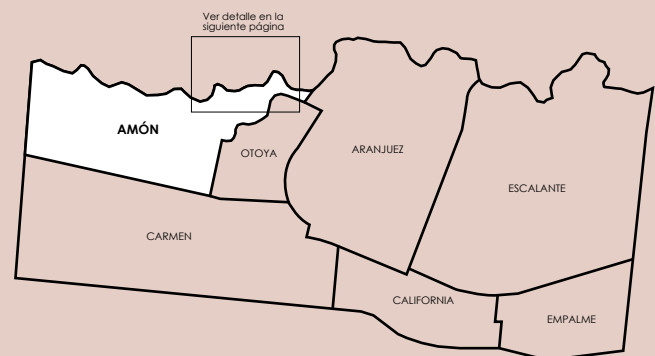 Ver detalle en la
siguiente página
AMÓN
OTOYA
ARANJUEZ
ESCALANTE
CARMEN
CALIFORNIA
EMPALME